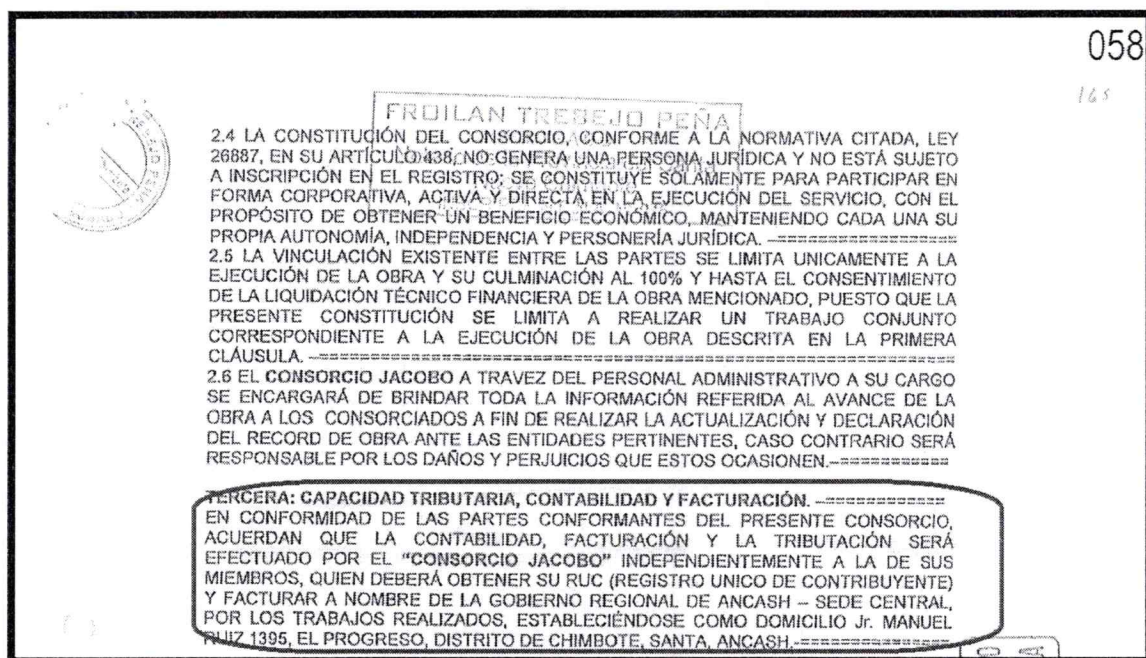 058
165
FROILAN TREBEJO PEÑA
2.4 LA CONSTITUCIÓN DEL CONSORCIO, CONFORME A LA NORMATIVA CITADA, LEY
26887, EN SU ARTÍCULO 438, NO GENERA UNA PERSONA JURÍDICA Y NO ESTÁ SUJETO
A INSCRIPCIÓN EN EL REGISTRO; SE CONSTITUYE SOLAMENTE PARA PARTICIPAR EN
FORMA CORPORATIVA, ACTIVA Y DIRECTA EN LA EJECUCIÓN DEL SERVICIO, CON EL
PROPÓSITO DE OBTENER UN BENEFICIO ECONÓMICO, MANTENIENDO CADA UNA SU
PROPIA AUTONOMÍA, INDEPENDENCIA Y PERSONERÍA JURÍDICA. -===================
2.5 LA VINCULACIÓN EXISTENTE ENTRE LAS PARTES SE LIMITA UNICAMENTE A LA
EJECUCIÓN DE LA OBRA Y SU CULMINACIÓN AL 100% Y HASTA EL CONSENTIMIENTO
DE LA LIQUIDACIÓN TÉCNICO FINANCIERA DE LA OBRA MENCIONADO, PUESTO QUE LA
PRESENTE CONSTITUCIÓN SE LIMITA A REALIZAR UN TRABAJO CONJUNTO
CORRESPONDIENTE A LA EJECUCIÓN DE LA OBRA DESCRITA EN LA PRIMERA
CLÁUSULA. -==================================================================
2.6 EL CONSORCIO JACOBO A TRAVEZ DEL PERSONAL ADMINISTRATIVO A SU CARGO
SE ENCARGARÁ DE BRINDAR TODA LA INFORMACIÓN REFERIDA AL AVANCE DE LA
OBRA A LOS CONSORCIADOS A FIN DE REALIZAR LA ACTUALIZACIÓN Y DECLARACIÓN
DEL RECORD DE OBRA ANTE LAS ENTIDADES PERTINENTES, CASO CONTRARIO SERÁ
RESPONSABLE POR LOS DAÑOS Y PERJUICIOS QUE ESTOS OCASIONEN.-===========
TERCERA: CAPACIDAD TRIBUTARIA, CONTABILIDAD Y FACTURACIÓN. -=============
EN CONFORMIDAD DE LAS PARTES CONFORMANTES DEL PRESENTE CONSORCIO,
ACUERDAN QUE LA CONTABILIDAD, FACTURACIÓN Y LA TRIBUTACIÓN SERÁ
EFECTUADO POR EL "CONSORCIO JACOBO" INDEPENDIENTEMENTE A LA DE SUS
MIEMBROS, QUIEN DEBERÁ OBTENER SU RUC (REGISTRO UNICO DE CONTRIBUYENTE)
Y FACTURAR A NOMBRE DE LA GOBIERNO REGIONAL DE ANCASH – SEDE CENTRAL,
POR LOS TRABAJOS REALIZADOS, ESTABLECIÉNDOSE COMO DOMICILIO Jr. MANUEL
RUIZ 1395, EL PROGRESO, DISTRITO DE CHIMBOTE, SANTA, ANCASH.-================